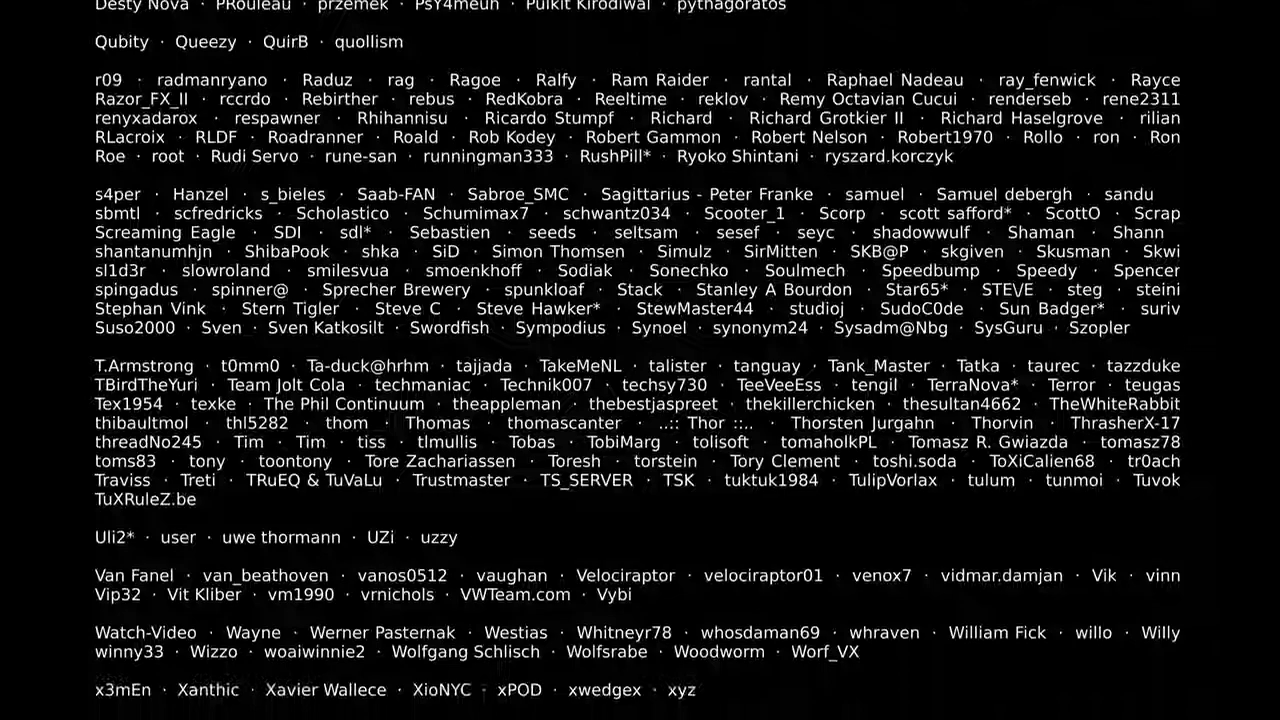 Desty Nova · PRouleau · przemek · PsY4meun · Pulkit Kirodiwal · pythagoratos
Qubity · Queezy · QuirB · quollism
r09 · radmanryano · Raduz · rag · Ragoe · Ralfy · Ram Raider · rantal · Raphael Nadeau · ray_fenwick · Rayce
Razor_FX_II · rccrdo · Rebirther · rebus · RedKobra · Reeltime · reklov · Remy Octavian Cucui · renderseb · rene2311
renyxadarox · respawner · Rhihannisu · Ricardo Stumpf · Richard · Richard Grotkier II · Richard Haselgrove · rilian
RLacroix · RLDF · Roadranner · Roald · Rob Kodey · Robert Gammon · Robert Nelson · Robert1970 · Rollo · ron · Ron
Roe · root · Rudi Servo · rune-san · runningman333 · RushPill* · Ryoko Shintani · ryszard.korczyk
s4per · Hanzel · s_bieles · Saab-FAN · Sabroe_SMC · Sagittarius - Peter Franke · samuel · Samuel debergh · sandu
sbmtl · scfredricks · Scholastico · Schumimax7 · schwantz034 · Scooter_1 · Scorp · scott safford* · ScottO · Scrap
Screaming Eagle · SDI · sdl* · Sebastien · seeds · seltsam · sesef · seyc · shadowwulf · Shaman · Shann
shantanumhjn · ShibaPook · shka · SiD · Simon Thomsen · Simulz · SirMitten · SKB@P · skgiven · Skusman · Skwi
sl1d3r · slowroland · smilesvua · smoenkhoff · Sodiak · Sonechko · Soulmech · Speedbump · Speedy · Spencer
spingadus · spinner@ · Sprecher Brewery · spunkloaf · Stack · Stanley A Bourdon · Star65* · STE\/E · steg · steini
Stephan Vink · Stern Tigler · Steve C · Steve Hawker* · StewMaster44 · studioj · SudoC0de · Sun Badger* · suriv
Suso2000 · Sven · Sven Katkosilt · Swordfish · Sympodius · Synoel · synonym24 · Sysadm@Nbg · SysGuru · Szopler
T.Armstrong · t0mm0 · Ta-duck@hrhm · tajjada · TakeMeNL · talister · tanguay · Tank_Master · Tatka · taurec · tazzduke
TBirdTheYuri · Team Jolt Cola · techmaniac · Technik007 · techsy730 · TeeVeeEss · tengil · TerraNova* · Terror · teugas
Tex1954 · texke · The Phil Continuum · theappleman · thebestjaspreet · thekillerchicken · thesultan4662 · TheWhiteRabbit
thibaultmol · thl5282 · thom · Thomas · thomascanter · ..:: Thor ::.. · Thorsten Jurgahn · Thorvin · ThrasherX-17
threadNo245 · Tim · Tim · tiss · tlmullis · Tobas · TobiMarg · tolisoft · tomaholkPL · Tomasz R. Gwiazda · tomasz78
toms83 · tony · toontony · Tore Zachariassen · Toresh · torstein · Tory Clement · toshi.soda · ToXiCalien68 · tr0ach
Traviss · Treti · TRuEQ & TuVaLu · Trustmaster · TS_SERVER · TSK · tuktuk1984 · TulipVorlax · tulum · tunmoi · Tuvok
TuXRuleZ.be
Uli2* · user · uwe thormann · UZi · uzzy
Van Fanel · van_beathoven · vanos0512 · vaughan · Velociraptor · velociraptor01 · venox7 · vidmar.damjan · Vik · vinn
Vip32 · Vit Kliber · vm1990 · vrnichols · VWTeam.com · Vybi
Watch-Video · Wayne · Werner Pasternak · Westias · Whitneyr78 · whosdaman69 · whraven · William Fick · willo · Willy
winny33 · Wizzo · woaiwinnie2 · Wolfgang Schlisch · Wolfsrabe · Woodworm · Worf_VX
x3mEn · Xanthic · Xavier Wallece · XioNYC · xPOD · xwedgex · xyz